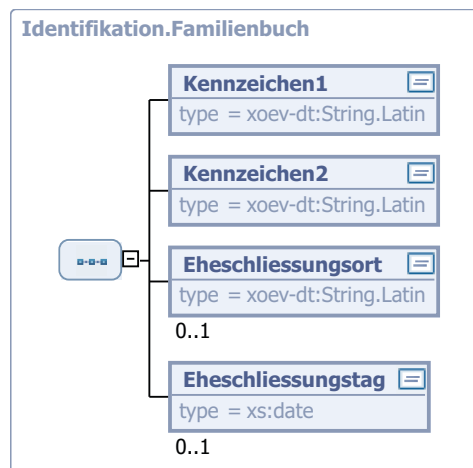 Identifikation.Familienbuch
Kennzeichen1
type = xoev-dt:String.Latin
Kennzeichen2
type = xoev-dt:String.Latin
Eheschliessungsort
type = xoev-dt:String.Latin
0..1
Eheschliessungstag
type = xs:date
0..1